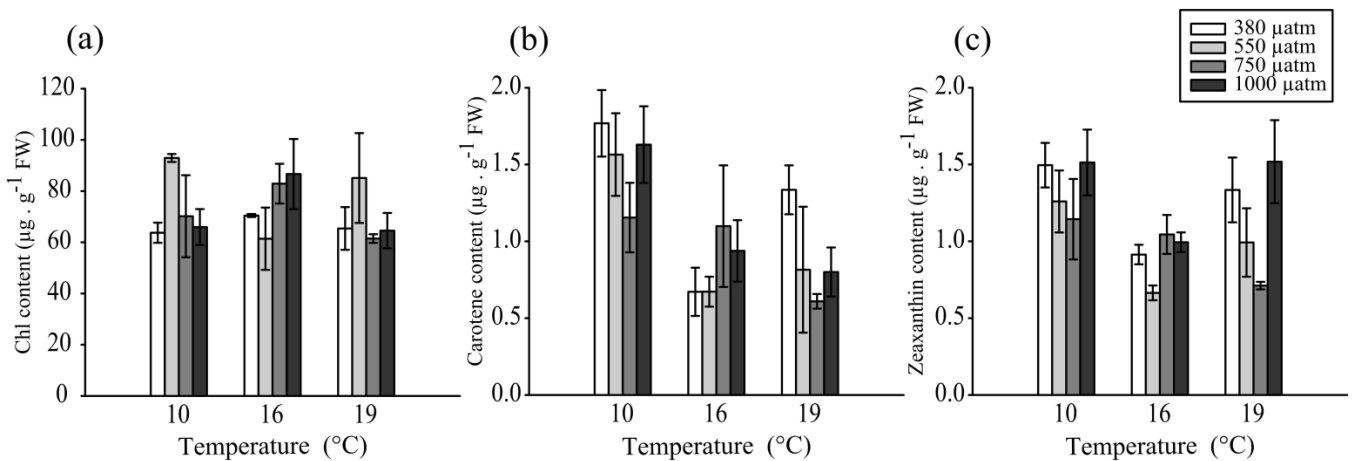 (a)
Chl content (µg . g⁻¹ FW)
120
100
80
60
40
20
0
10 16 19
Temperature (°C)
(b)
Carotene content (µg . g⁻¹ FW)
2.0
1.5
1.0
0.5
0.0
10 16 19
Temperature (°C)
(c)
Zeaxanthin content (µg . g⁻¹ FW)
2.0
1.5
1.0
0.5
0.0
10 16 19
Temperature (°C)
380 µatm
550 µatm
750 µatm
1000 µatm